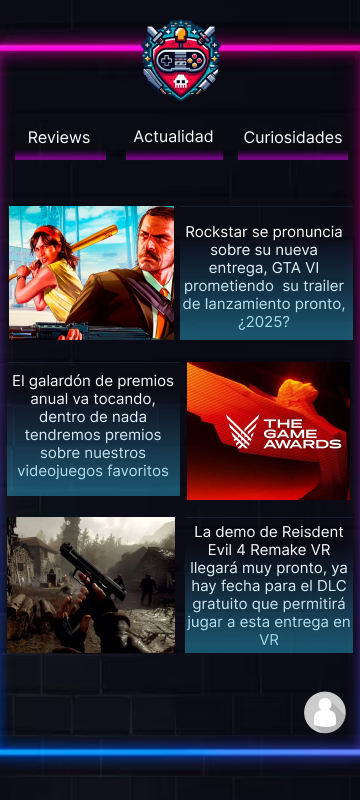 Reviews
Actualidad
Curiosidades
Rockstar se pronuncia
sobre su nueva
entrega, GTA VI
prometiendo  su trailer
de lanzamiento pronto,
¿2025?
El galardón de premios
anual va tocando,
dentro de nada
tendremos premios
sobre nuestros
videojuegos favoritos
THE
GAME
AWARDS
La demo de Reisdent
Evil 4 Remake VR
llegará muy pronto, ya
hay fecha para el DLC
gratuito que permitirá
jugar a esta entrega en
VR